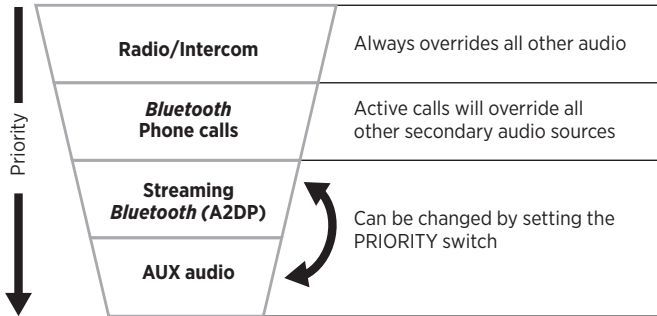 Priority
Radio/Intercom
Always overrides all other audio
Bluetooth
Phone calls
Active calls will override all
other secondary audio sources
Streaming
Bluetooth (A2DP)
Can be changed by setting the
PRIORITY switch
AUX audio